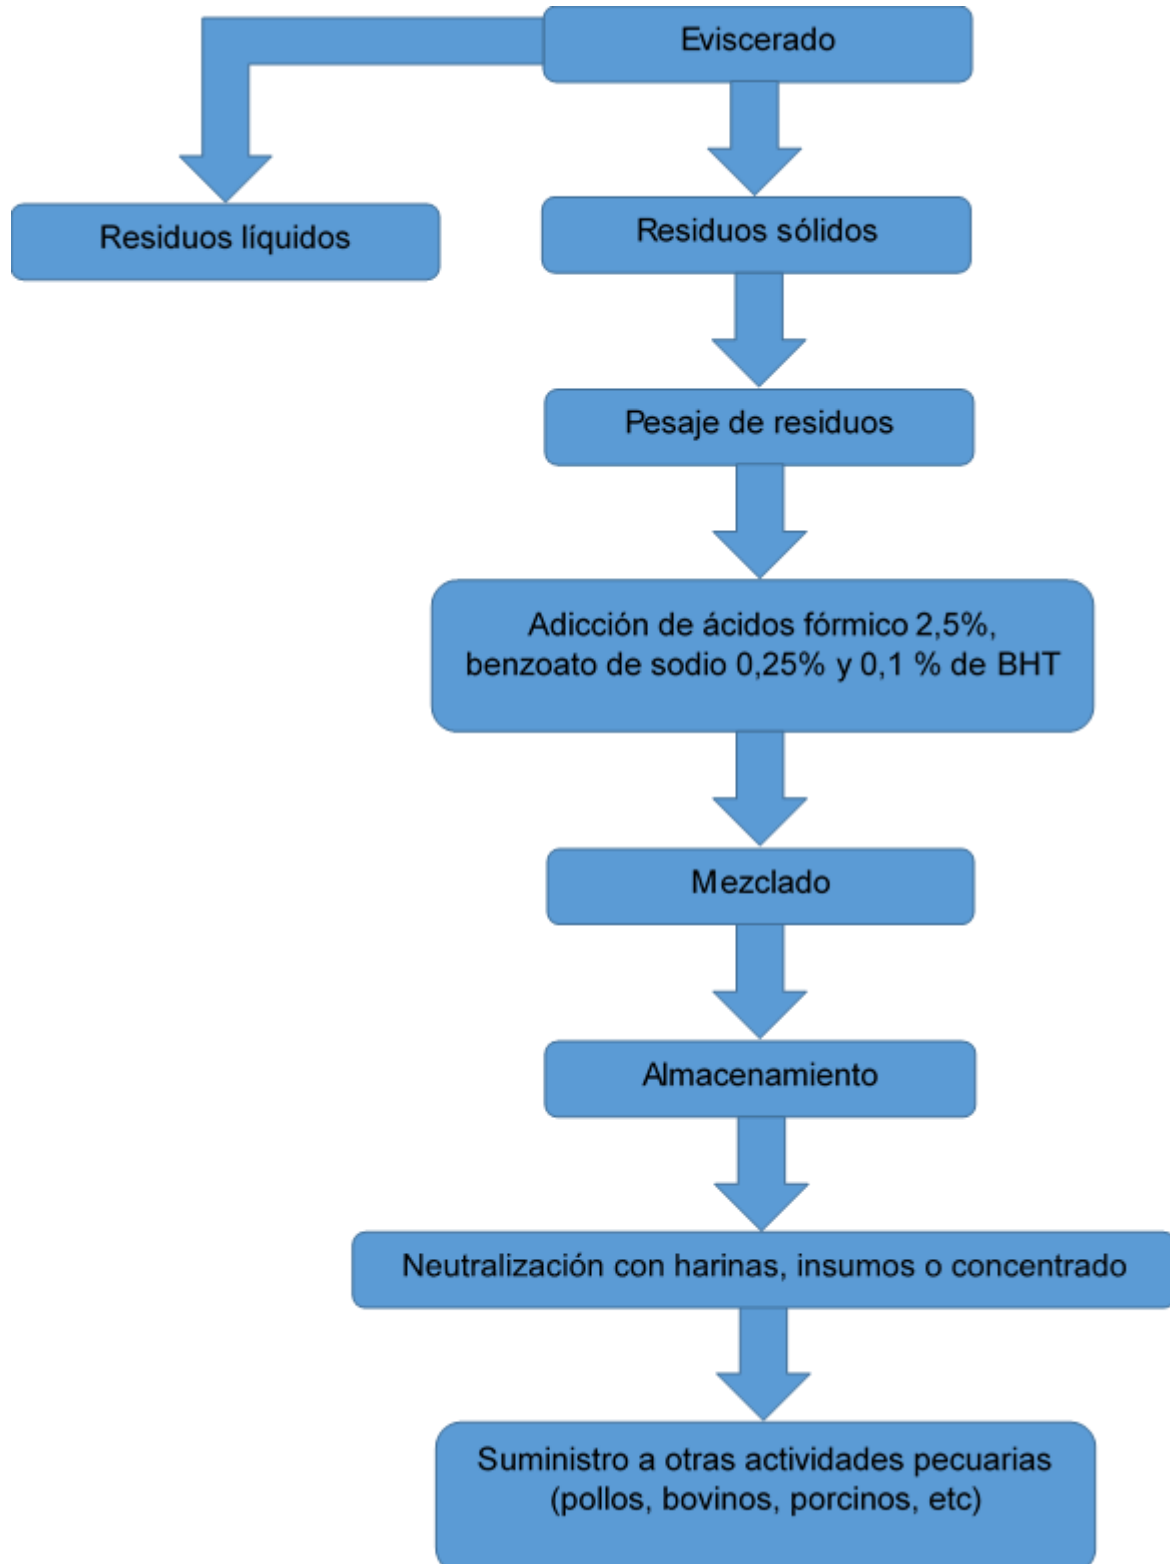 Eviscerado
Residuos líquidos
Residuos sólidos
Pesaje de residuos
Adicción de ácidos fórmico 2,5%,
benzoato de sodio 0,25% y 0,1 % de BHT
Mezclado
Almacenamiento
Neutralización con harinas, insumos o concentrado
Suministro a otras actividades pecuarias
(pollos, bovinos, porcinos, etc)